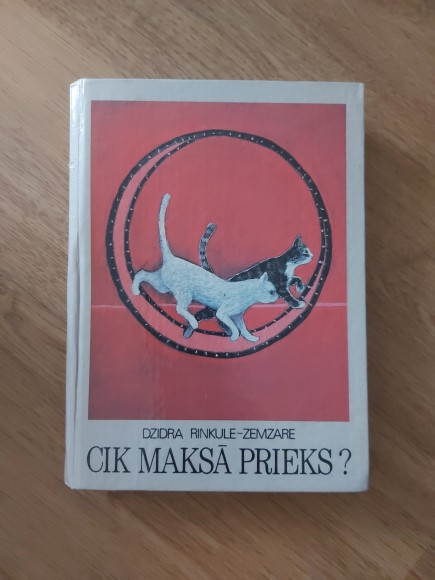 DZIDRA RINKULE-ZEMZARE
CIK MAKSĀ PRIEKS?